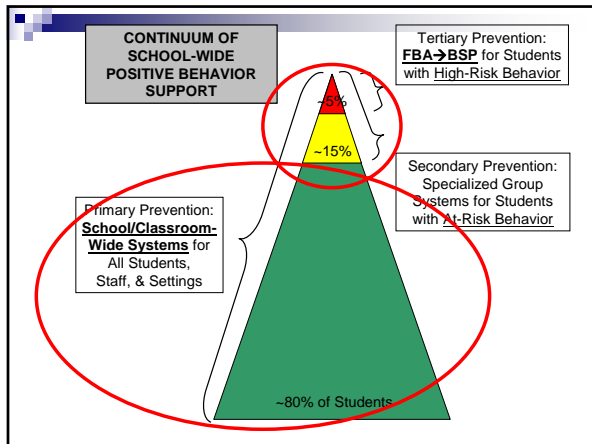 CONTINUUM OF
SCHOOL-WIDE
POSITIVE BEHAVIOR
SUPPORT
Tertiary Prevention:
FBA→BSP for Students
with High-Risk Behavior
~5%
~15%
Secondary Prevention:
Specialized Group
Systems for Students
with At-Risk Behavior
Primary Prevention:
School/Classroom-
Wide Systems for
All Students,
Staff, & Settings
~80% of Students